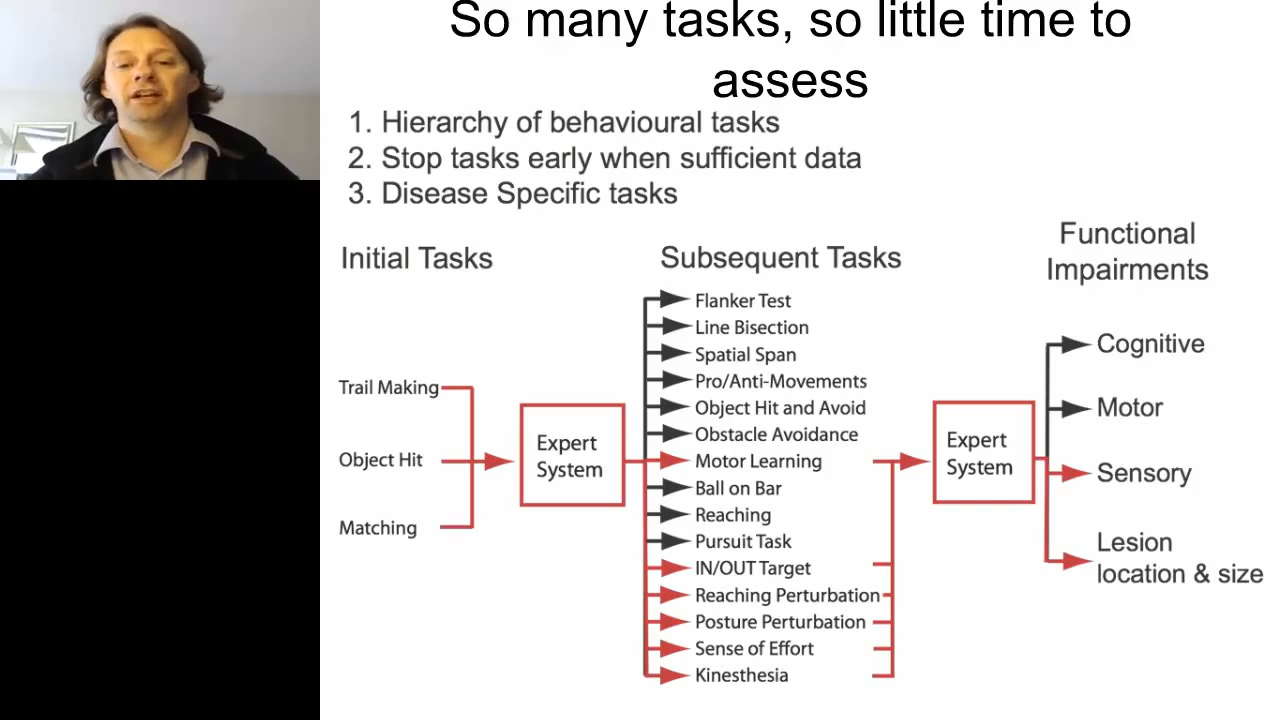 So many tasks, so little time to
assess
1. Hierarchy of behavioural tasks
2. Stop tasks early when sufficient data
3. Disease Specific tasks
Initial Tasks
Trail Making
Object Hit
Matching
Expert
System
Subsequent Tasks
Flanker Test
Line Bisection
Spatial Span
Pro/Anti-Movements
Object Hit and Avoid
Obstacle Avoidance
Motor Learning
Ball on Bar
Reaching
Pursuit Task
IN/OUT Target
Reaching Perturbation
Posture Perturbation
Sense of Effort
Kinesthesia
Expert
System
Functional
Impairments
Cognitive
Motor
Sensory
Lesion
location & size